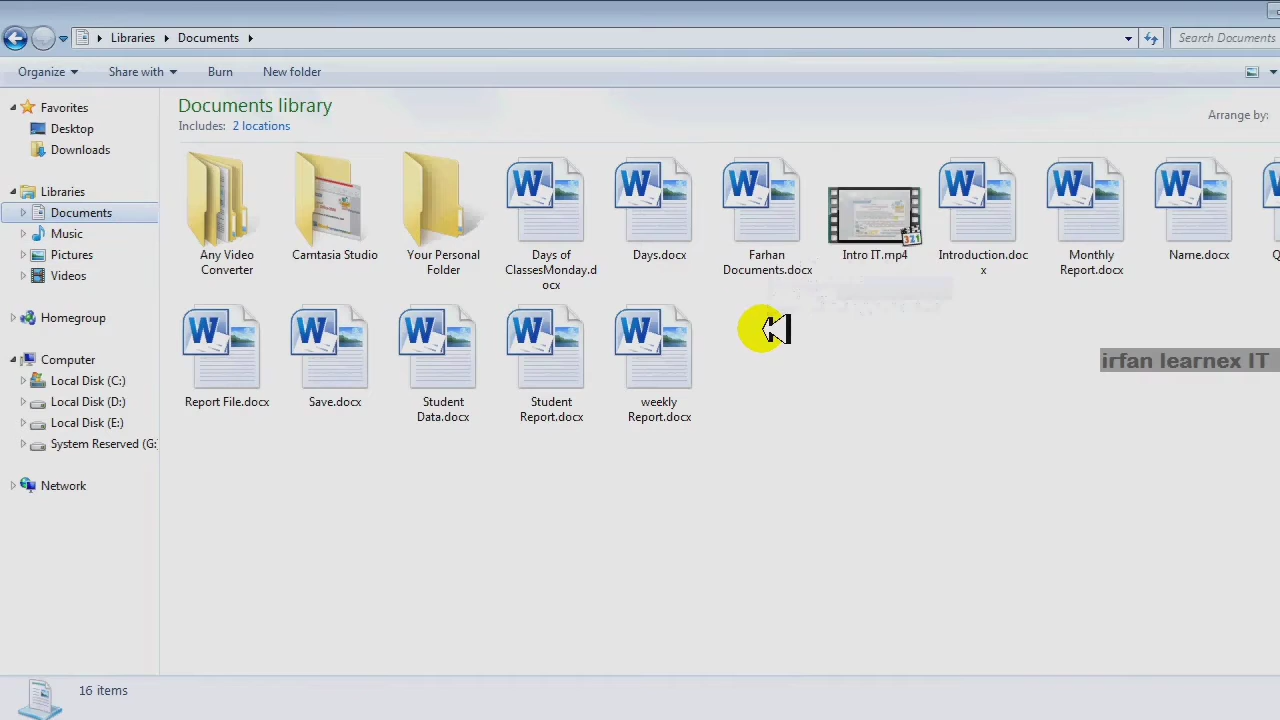 Libraries
Documents
Search Documents
Organize
Share with
Burn
New folder
Favorites
Desktop
Downloads
Libraries
Documents
Music
Pictures
Videos
Homegroup
Computer
Local Disk (C:)
Local Disk (D:)
Local Disk (E:)
System Reserved (G:
Network
Documents library
Includes: 2 locations
Arrange by:
Any Video
Converter
Camtasia Studio
Your Personal
Folder
Days of
ClassesMonday.d
ocx
Days.docx
Farhan
Documents.docx
Intro IT.mp4
Introduction.doc
x
Monthly
Report.docx
Name.docx
Q
Report File.docx
Save.docx
Student
Data.docx
Student
Report.docx
weekly
Report.docx
irfan learnex IT
16 items